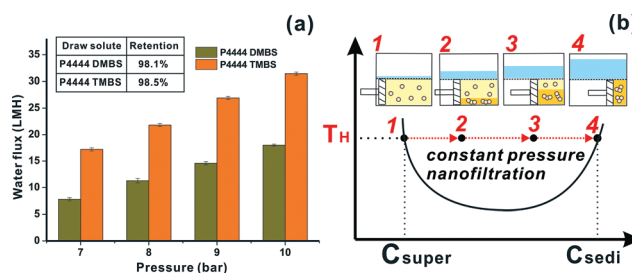 (a)
Draw solute Retention
P4444 DMBS 98.1%
P4444 TMBS 98.5%
P4444 DMBS
P4444 TMBS
Water flux (LMH)
35
30
25
20
15
10
5
0
7 8 9 10
Pressure (bar)
(b)
1 2 3 4
TH
1 2 3 4
constant pressure
nanofiltration
Csuper Csedi